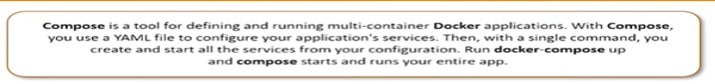 Compose is a tool for defining and running multi-container Docker applications. With Compose,
you use a YAML file to configure your application's services. Then, with a single command, you
create and start all the services from your configuration. Run docker-compose up
and compose starts and runs your entire app.